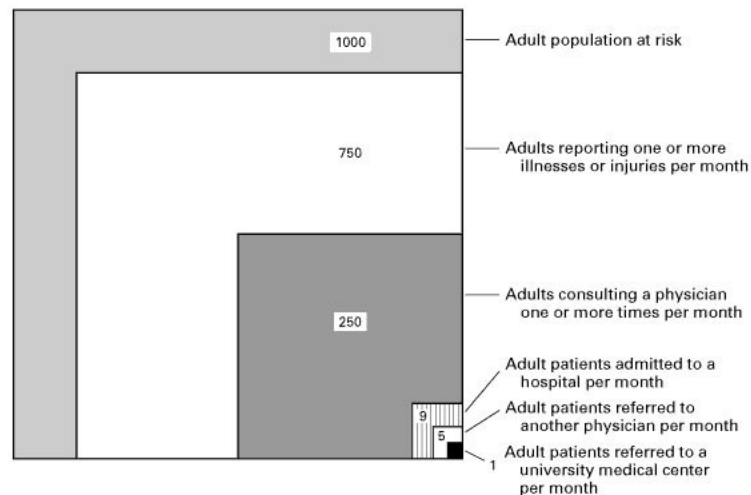 1000
Adult population at risk
750
Adults reporting one or more
illnesses or injuries per month
250
Adults consulting a physician
one or more times per month
Adult patients admitted to a
hospital per month
9
Adult patients referred to
another physician per month
5
Adult patients referred to a
1 university medical center
per month